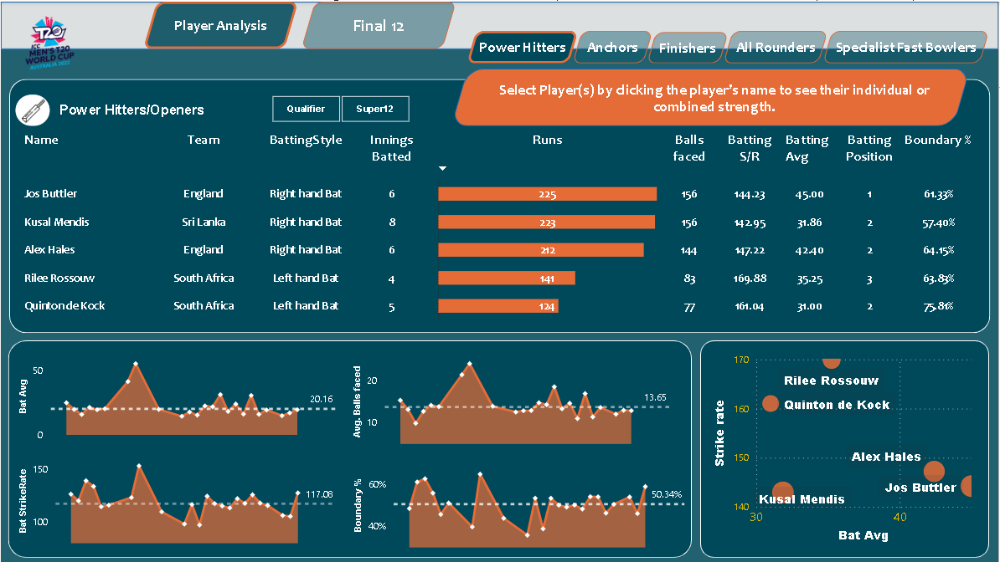 T20
ICC
MEN'S T20
WORLD CUP
AUSTRALIA 2022
Player Analysis
Final 12
Power Hitters
Anchors
Finishers
All Rounders
Specialist Fast Bowlers
Select Player(s) by clicking the player's name to see their individual or
combined strength.
Power Hitters/Openers
Qualifier
Super12
Name Team BattingStyle Innings Batted Runs Balls faced Batting S/R Batting Avg Batting Position Boundary %
Jos Buttler England Right hand Bat 6 225 156 144.23 45.00 1 61.33%
Kusal Mendis Sri Lanka Right hand Bat 8 223 156 142.95 31.86 2 57.40%
Alex Hales England Right hand Bat 6 212 144 147.22 42.40 2 64.15%
Rilee Rossouw South Africa Left hand Bat 4 141 83 169.88 35.25 3 63.83%
Quinton de Kock South Africa Left hand Bat 5 124 77 161.04 31.00 2 75.81%
Bat Avg
50
0
20.16
Avg. Balls faced
20
10
13.65
Bat StrikeRate
150
100
117.08
Boundary %
60%
40%
50.34%
Strike rate
170
160
150
140
Rilee Rossouw
Quinton de Kock
Alex Hales
Jos Buttler
Kusal Mendis
30
40
Bat Avg